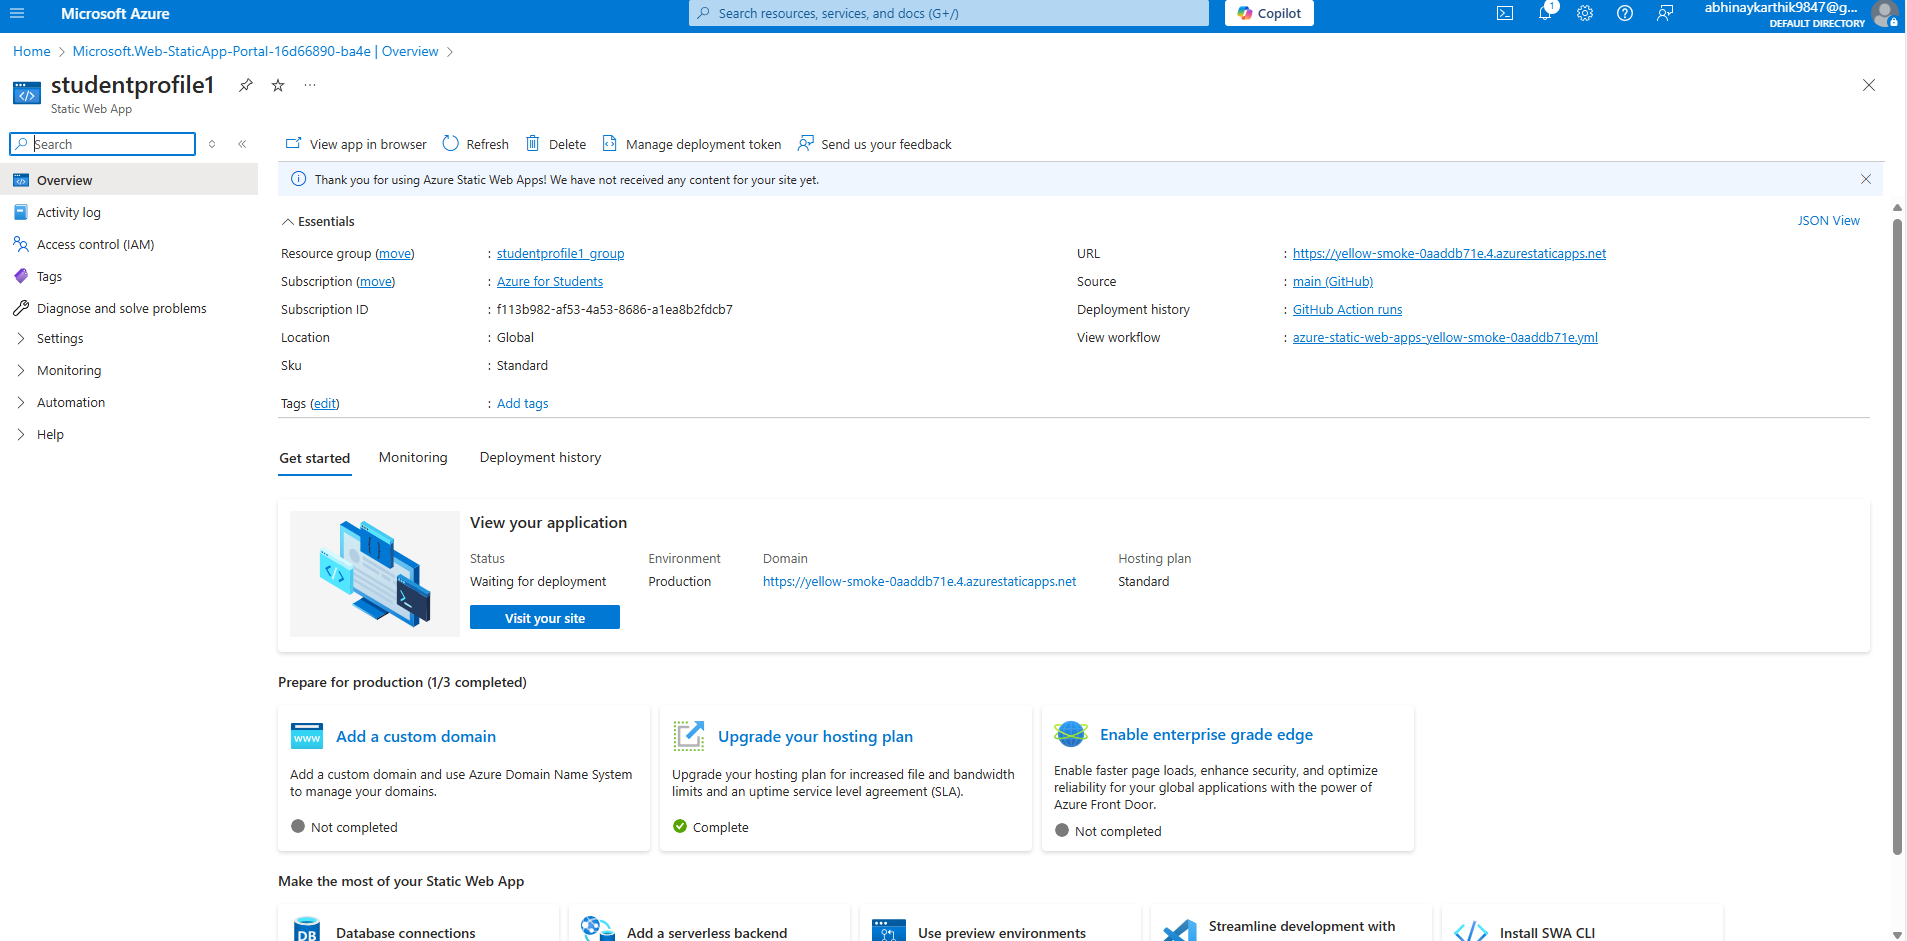 Microsoft Azure
Search resources, services, and docs (G+/)
Copilot
1
abhinaykarthik9847@g...
DEFAULT DIRECTORY
Home > Microsoft.Web-StaticApp-Portal-16d66890-ba4e | Overview >
studentprofile1
Static Web App
Search
Overview
Activity log
Access control (IAM)
Tags
Diagnose and solve problems
Settings
Monitoring
Automation
Help
View app in browser
Refresh
Delete
Manage deployment token
Send us your feedback
Thank you for using Azure Static Web Apps! We have not received any content for your site yet.
Essentials
JSON View
Resource group (move) : studentprofile1_group
Subscription (move) : Azure for Students
Subscription ID : f113b982-af53-4a53-8686-a1ea8b2fdcb7
Location : Global
Sku : Standard
URL : https://yellow-smoke-0aaddb71e.4.azurestaticapps.net
Source : main (GitHub)
Deployment history : GitHub Action runs
View workflow : azure-static-web-apps-yellow-smoke-0aaddb71e.yml
Tags (edit) : Add tags
Get started
Monitoring
Deployment history
View your application
Status
Waiting for deployment
Environment
Production
Domain
https://yellow-smoke-0aaddb71e.4.azurestaticapps.net
Hosting plan
Standard
Visit your site
Prepare for production (1/3 completed)
www
Add a custom domain
Add a custom domain and use Azure Domain Name System
to manage your domains.
Not completed
Upgrade your hosting plan
Upgrade your hosting plan for increased file and bandwidth
limits and an uptime service level agreement (SLA).
Complete
Enable enterprise grade edge
Enable faster page loads, enhance security, and optimize
reliability for your global applications with the power of
Azure Front Door.
Not completed
Make the most of your Static Web App
DB
Database connections
Add a serverless backend
Use preview environments
Streamline development with
Install SWA CLI